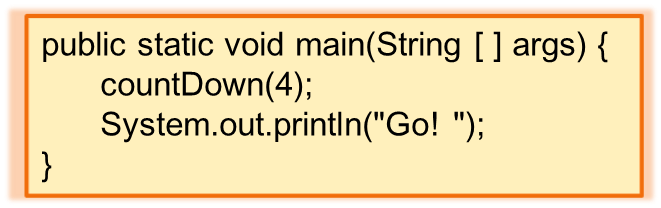 public static void main(String [ ] args) {
countDown(4);
System.out.println("Go!  ");
}